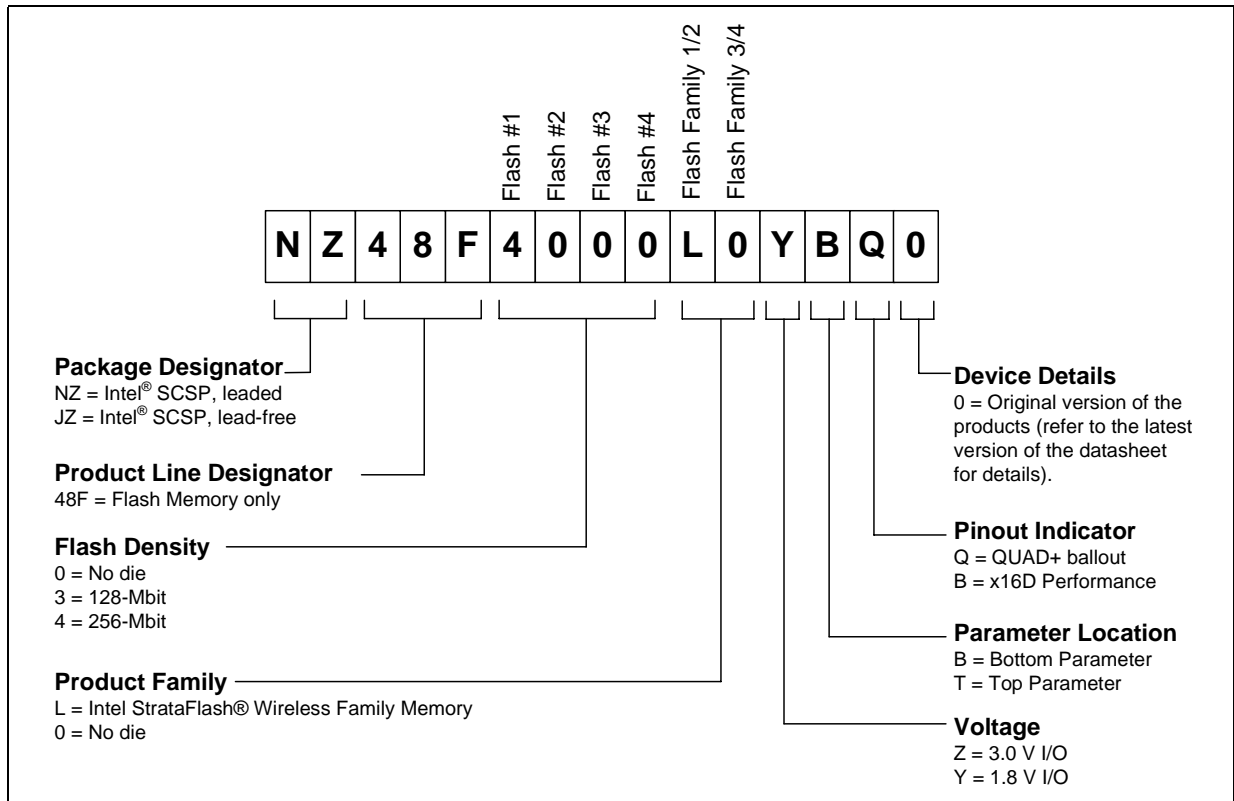 Flash #1
Flash #2
Flash #3
Flash #4
Flash Family 1/2
Flash Family 3/4
N Z 4 8 F 4 0 0 0 L 0 Y B Q 0
Package Designator
NZ = Intel® SCSP, leaded
JZ = Intel® SCSP, lead-free
Product Line Designator
48F = Flash Memory only
Flash Density
0 = No die
3 = 128-Mbit
4 = 256-Mbit
Product Family
L = Intel StrataFlash® Wireless Family Memory
0 = No die
Device Details
0 = Original version of the
products (refer to the latest
version of the datasheet
for details).
Pinout Indicator
Q = QUAD+ ballout
B = x16D Performance
Parameter Location
B = Bottom Parameter
T = Top Parameter
Voltage
Z = 3.0 V I/O
Y = 1.8 V I/O